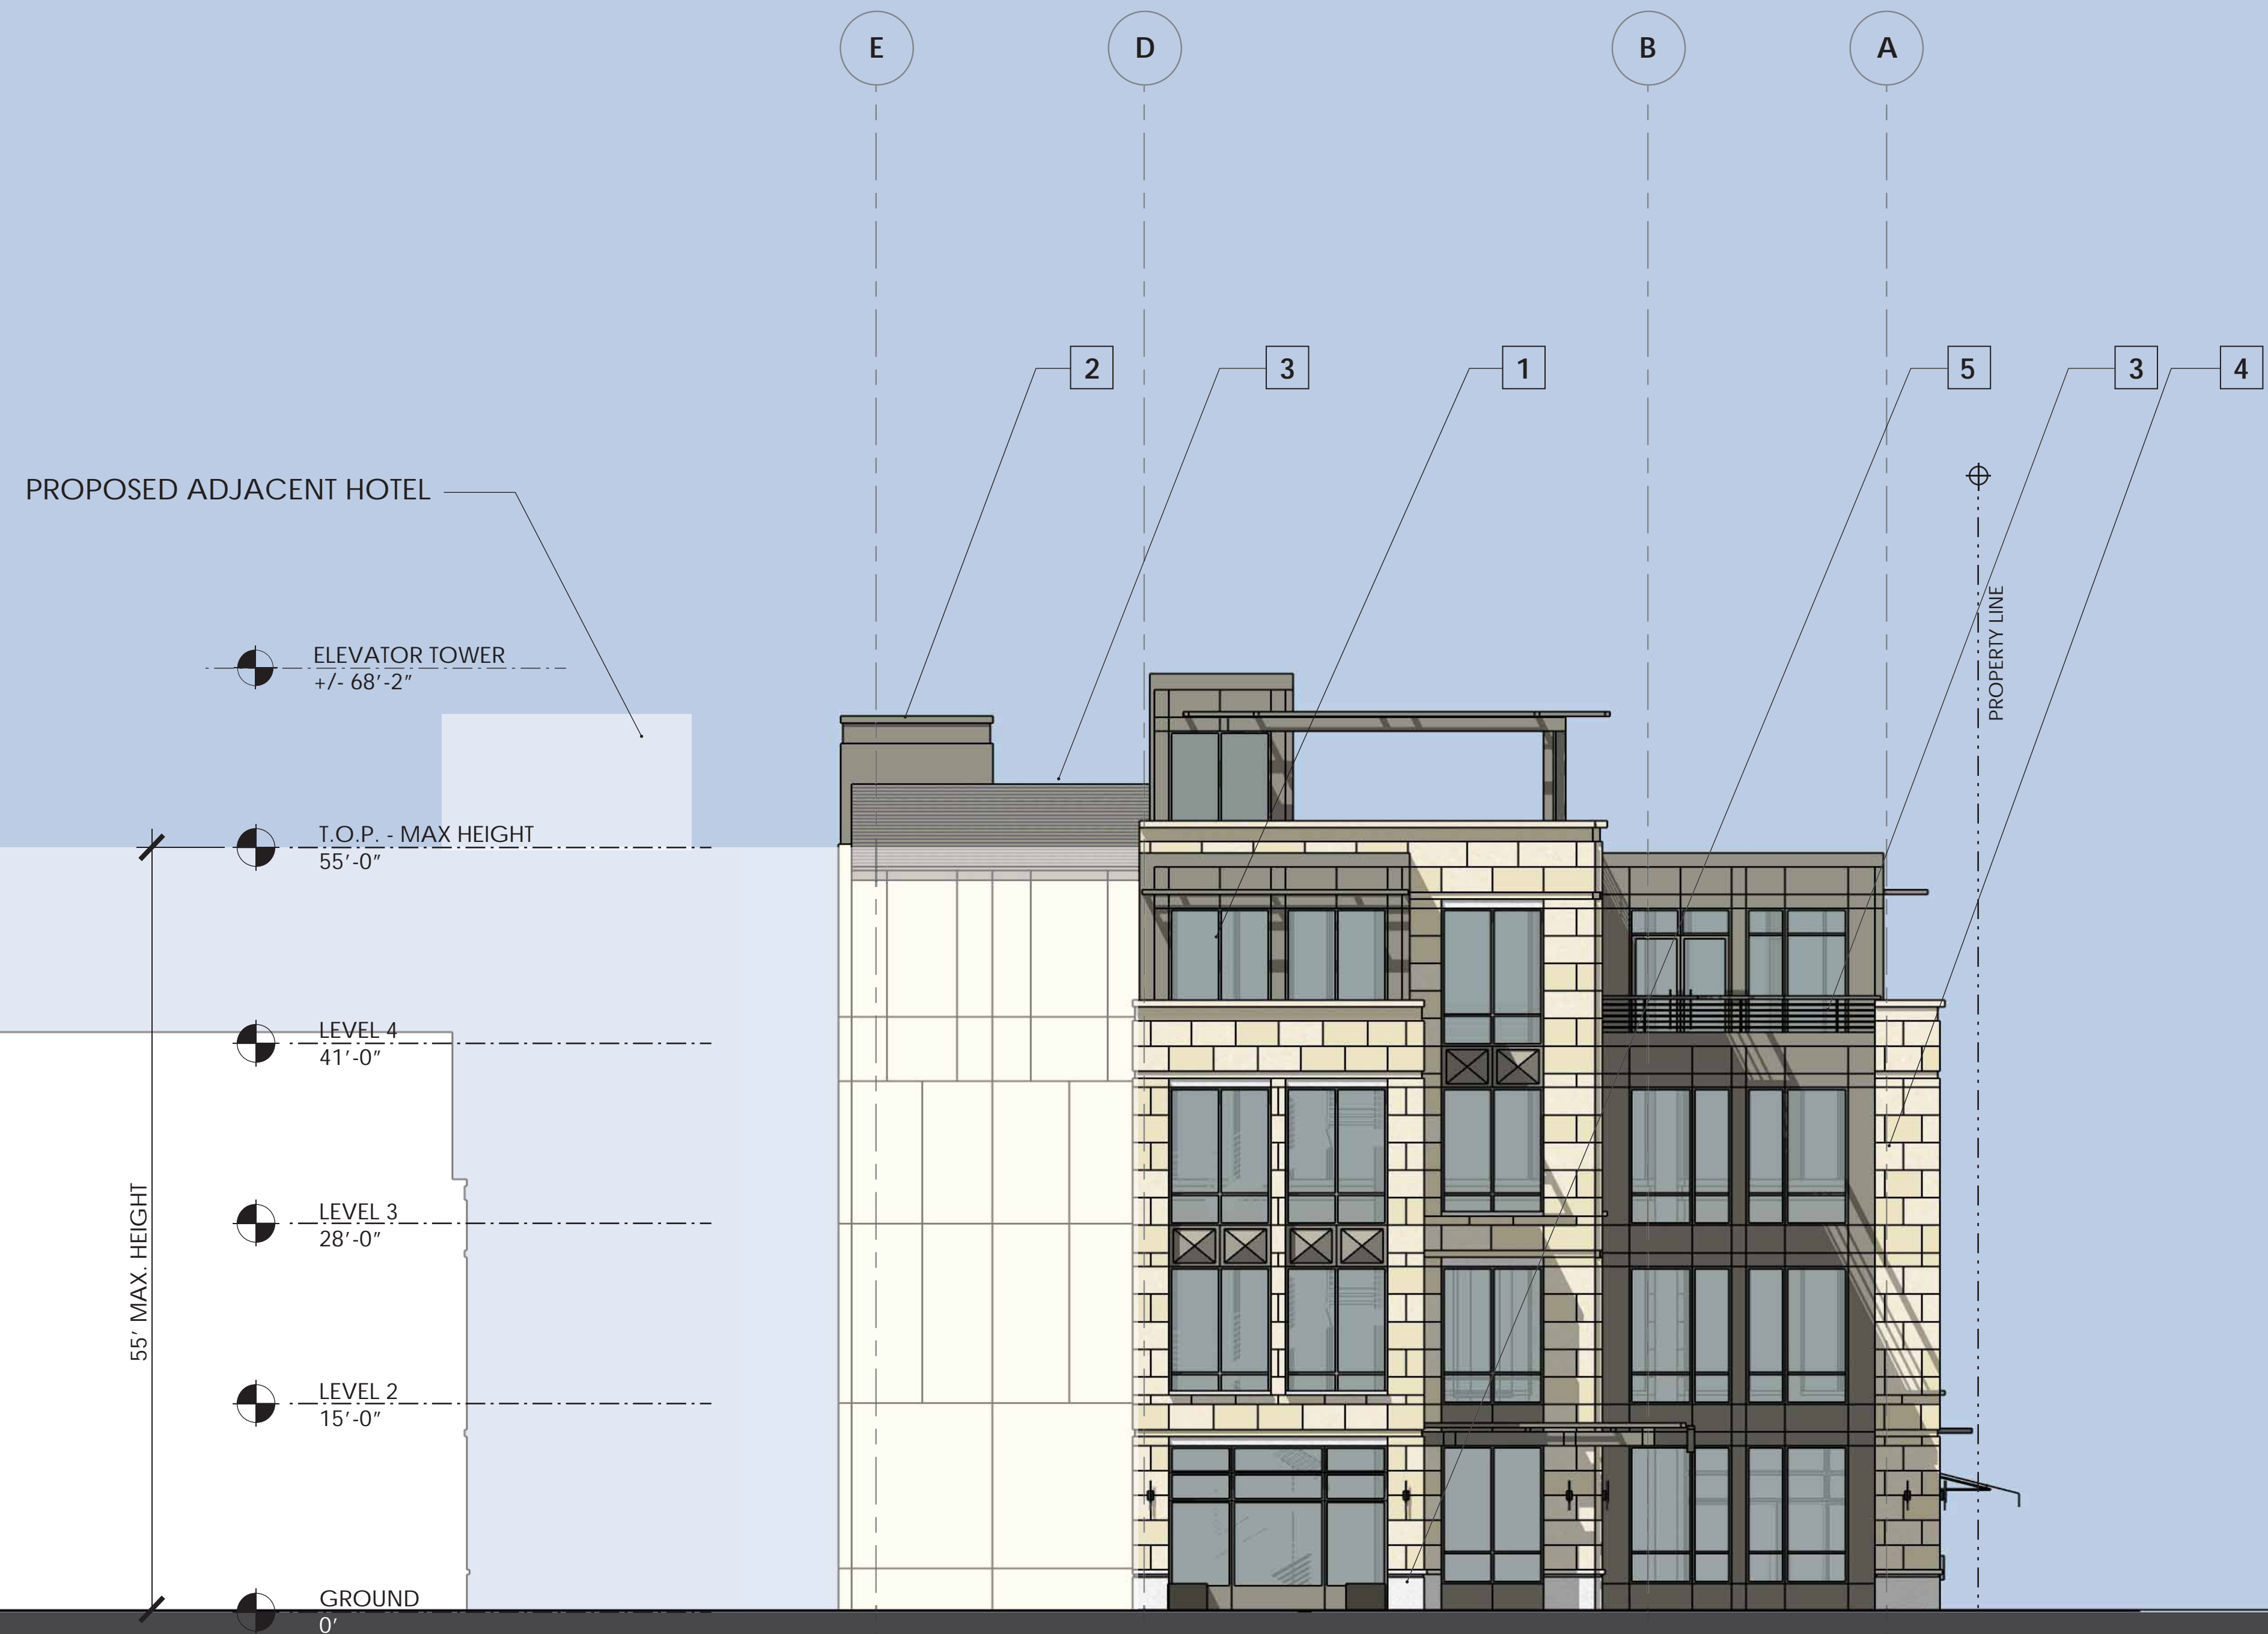 E
D
B
A
2
3
1
5
3
4
PROPOSED ADJACENT HOTEL
PROPERTY LINE
ELEVATOR TOWER
+/- 68'-2"
T.O.P. - MAX HEIGHT
55'-0"
LEVEL 4
41'-0"
55' MAX. HEIGHT
LEVEL 3
28'-0"
LEVEL 2
15'-0"
GROUND
0'